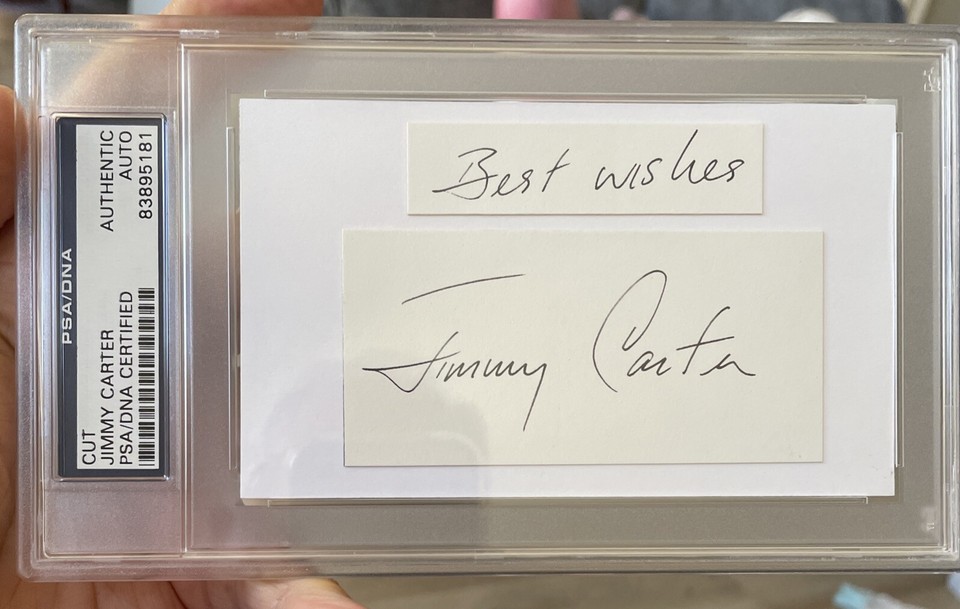 PSA/DNA
CUT
JIMMY CARTER
PSA/DNA CERTIFIED
AUTHENTIC
AUTO
83895181
Best wishes
Jimmy Carter